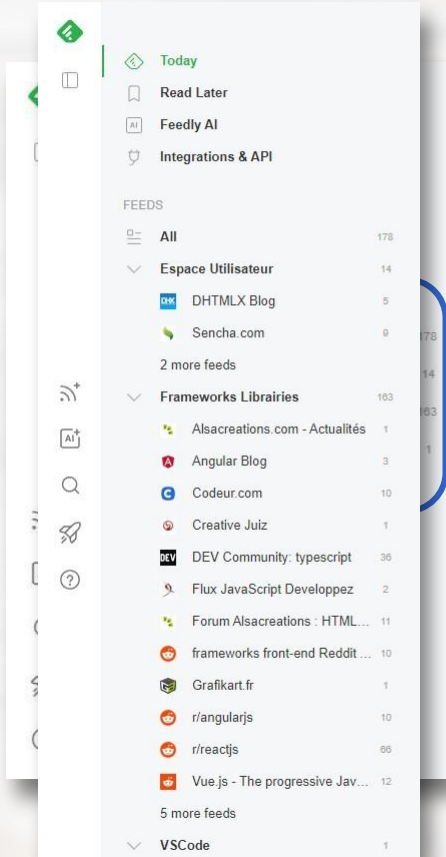 Today
Read Later
AI Feedly AI
Integrations & API
FEEDS
All 178
Espace Utilisateur 14
DHX DHTMLX Blog 5
Sencha.com 9
2 more feeds
Frameworks Librairies 163
Alsacreations.com - Actualités 1
A Angular Blog 3
C Codeur.com 10
Creative Juiz 1
DEV DEV Community: typescript 36
Flux JavaScript Developpez 2
Forum Alsacreations : HTML... 11
frameworks front-end Reddit ... 10
Grafikart.fr 1
r/angularjs 10
r/reactjs 66
Vue.js - The progressive Jav... 12
5 more feeds
VSCode 1
AI
178
14
163
1